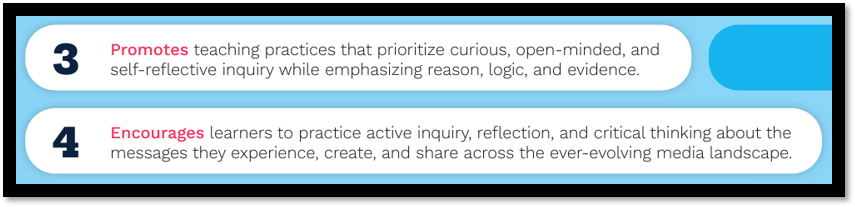 3
Promotes teaching practices that prioritize curious, open-minded, and
self-reflective inquiry while emphasizing reason, logic, and evidence.
4
Encourages learners to practice active inquiry, reflection, and critical thinking about the
messages they experience, create, and share across the ever-evolving media landscape.